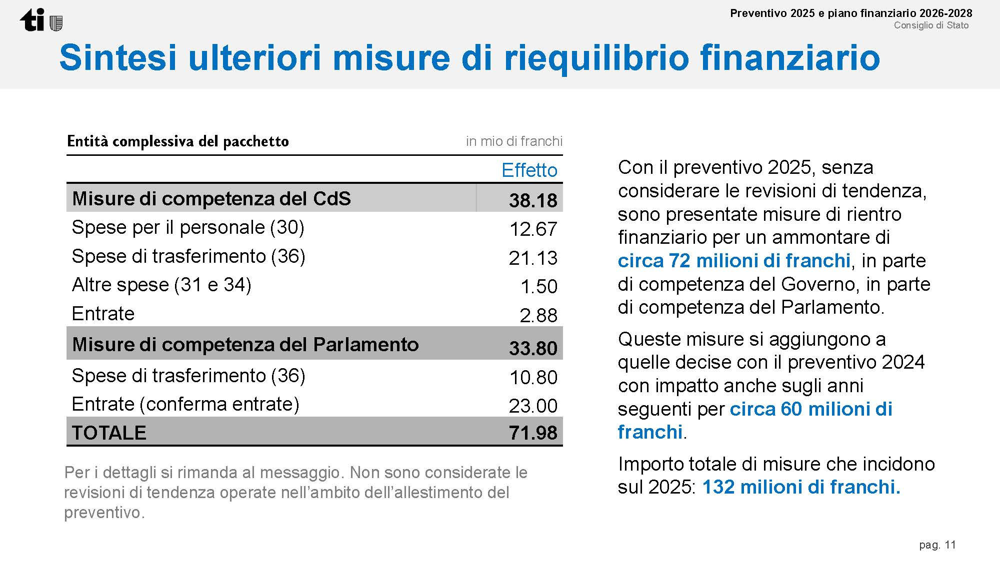 ti
Preventivo 2025 e piano finanziario 2026-2028
Consiglio di Stato
Sintesi ulteriori misure di riequilibrio finanziario
Entità complessiva del pacchetto in mio di franchi
Effetto
Misure di competenza del CdS 38.18
Spese per il personale (30) 12.67
Spese di trasferimento (36) 21.13
Altre spese (31 e 34) 1.50
Entrate 2.88
Misure di competenza del Parlamento 33.80
Spese di trasferimento (36) 10.80
Entrate (conferma entrate) 23.00
TOTALE 71.98
Per i dettagli si rimanda al messaggio. Non sono considerate le
revisioni di tendenza operate nell’ambito dell’allestimento del
preventivo.
Con il preventivo 2025, senza
considerare le revisioni di tendenza,
sono presentate misure di rientro
finanziario per un ammontare di
circa 72 milioni di franchi, in parte
di competenza del Governo, in parte
di competenza del Parlamento.
Queste misure si aggiungono a
quelle decise con il preventivo 2024
con impatto anche sugli anni
seguenti per circa 60 milioni di
franchi.
Importo totale di misure che incidono
sul 2025: 132 milioni di franchi.
pag. 11